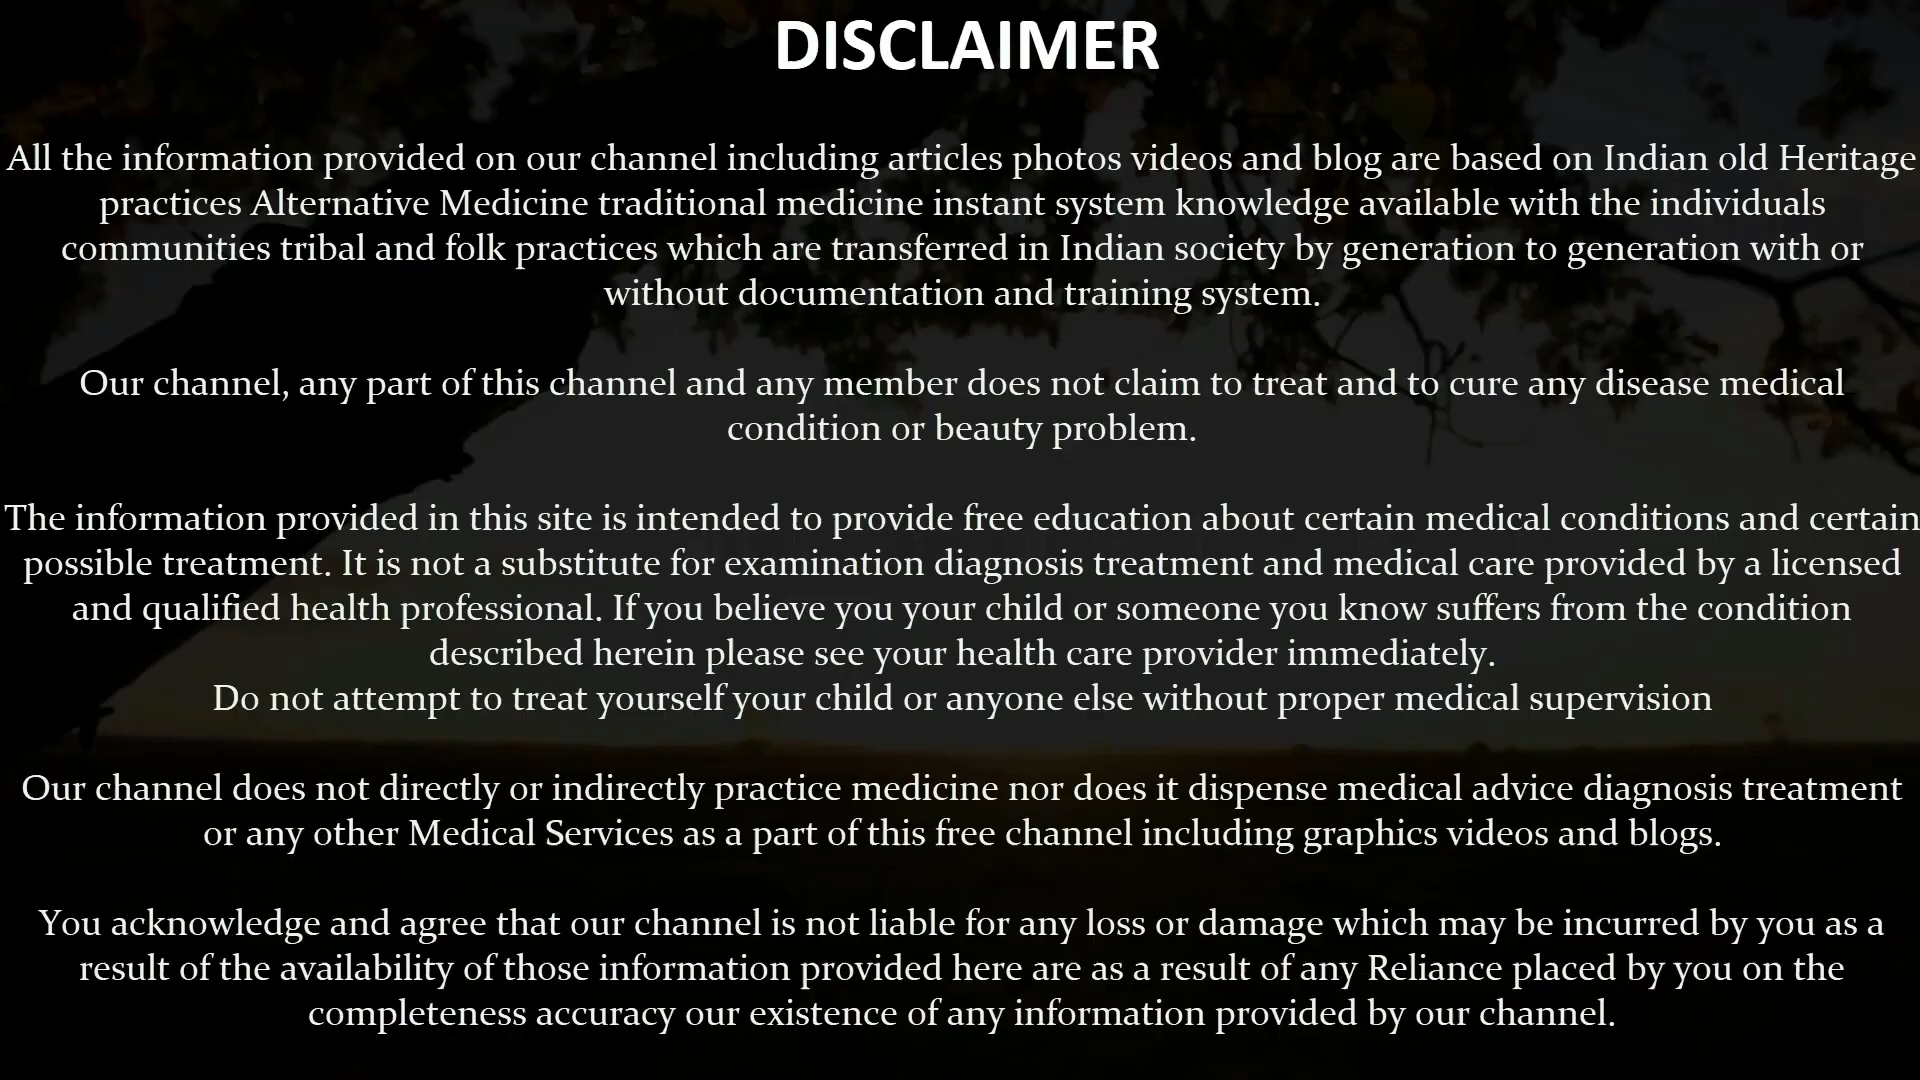 DISCLAIMER
All the information provided on our channel including articles photos videos and blog are based on Indian old Heritage
practices Alternative Medicine traditional medicine instant system knowledge available with the individuals
communities tribal and folk practices which are transferred in Indian society by generation to generation with or
without documentation and training system.
Our channel, any part of this channel and any member does not claim to treat and to cure any disease medical
condition or beauty problem.
The information provided in this site is intended to provide free education about certain medical conditions and certain
possible treatment. It is not a substitute for examination diagnosis treatment and medical care provided by a licensed
and qualified health professional. If you believe you your child or someone you know suffers from the condition
described herein please see your health care provider immediately.
Do not attempt to treat yourself your child or anyone else without proper medical supervision
Our channel does not directly or indirectly practice medicine nor does it dispense medical advice diagnosis treatment
or any other Medical Services as a part of this free channel including graphics videos and blogs.
You acknowledge and agree that our channel is not liable for any loss or damage which may be incurred by you as a
result of the availability of those information provided here are as a result of any Reliance placed by you on the
completeness accuracy our existence of any information provided by our channel.